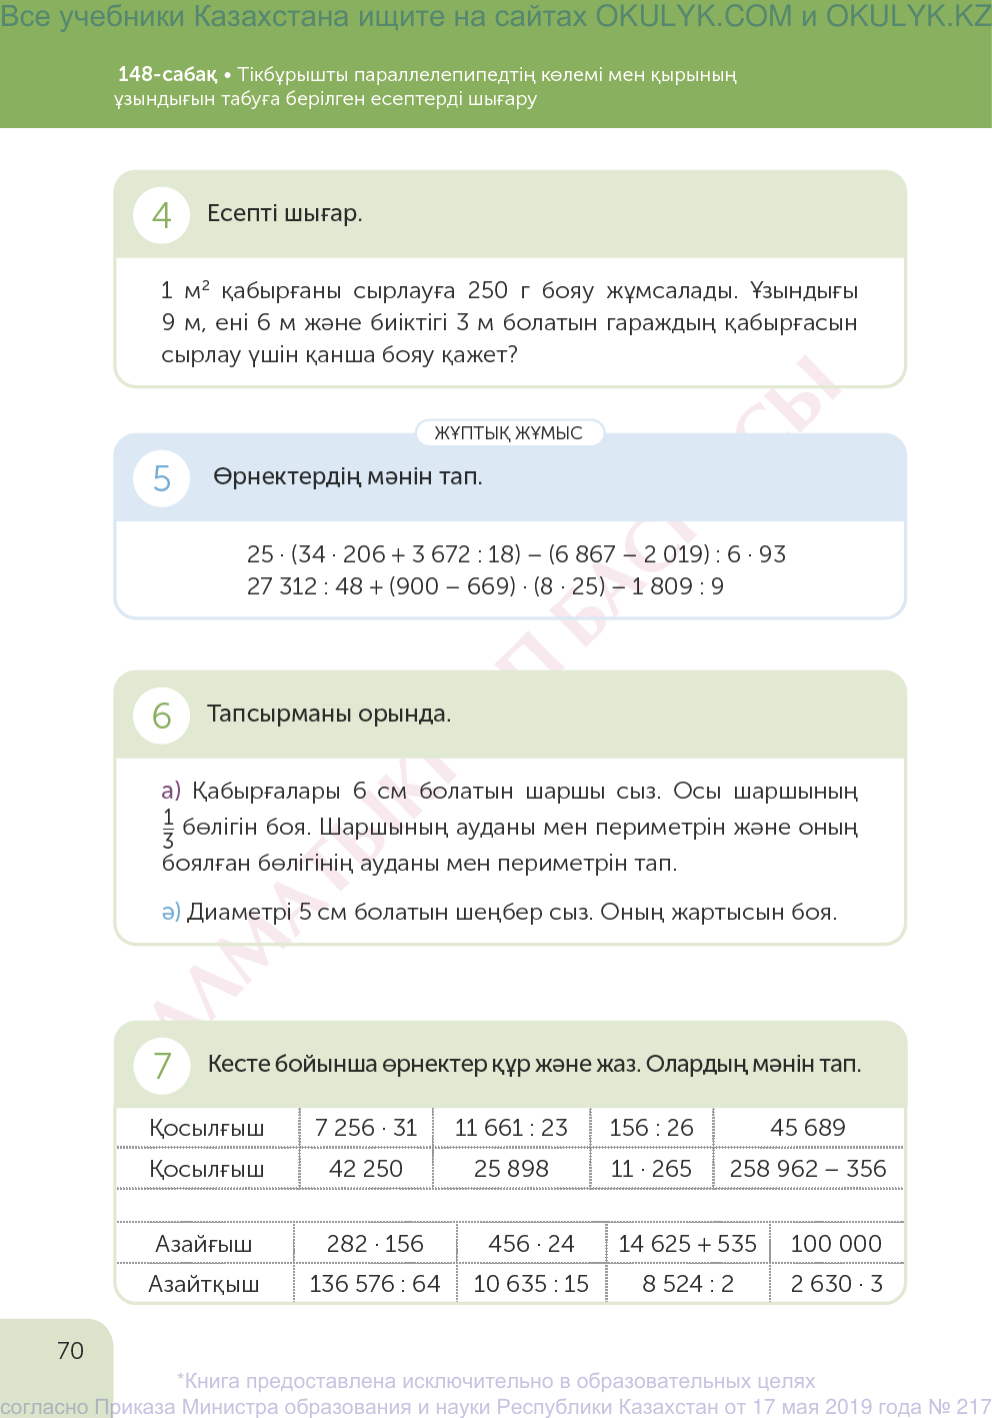 Все учебники Казахстана ищите на сайтах OKULYK.COM и OKULYK.KZ
148-сабақ • Тікбұрышты параллелепипедтің көлемі мен қырының
ұзындығын табуға берілген есептерді шығару
4 Есепті шығар.
1 м² қабырғаны сырлауға 250 г бояу жұмсалады. Ұзындығы
9 м, ені 6 м және биіктігі 3 м болатын гараждың қабырғасын
сырлау үшін қанша бояу қажет?
ЖҰПТЫҚ ЖҰМЫС
5 Өрнектердің мәнін тап.
25 · (34 · 206 + 3 672 : 18) – (6 867 – 2 019) : 6 · 93
27 312 : 48 + (900 – 669) · (8 · 25) – 1 809 : 9
6 Тапсырманы орында.
а) Қабырғалары 6 см болатын шаршы сыз. Осы шаршының
1/3 бөлігін боя. Шаршының ауданы мен периметрін және оның
боялған бөлігінің ауданы мен периметрін тап.
ә) Диаметрі 5 см болатын шеңбер сыз. Оның жартысын боя.
7 Кесте бойынша өрнектер құр және жаз. Олардың мәнін тап.
Қосылғыш 7 256 · 31 11 661 : 23 156 : 26 45 689
Қосылғыш 42 250 25 898 11 · 265 258 962 – 356
Азайғыш 282 · 156 456 · 24 14 625 + 535 100 000
Азайтқыш 136 576 : 64 10 635 : 15 8 524 : 2 2 630 · 3
70
*Книга предоставлена исключительно в образовательных целях
согласно Приказа Министра образования и науки Республики Казахстан от 17 мая 2019 года № 217